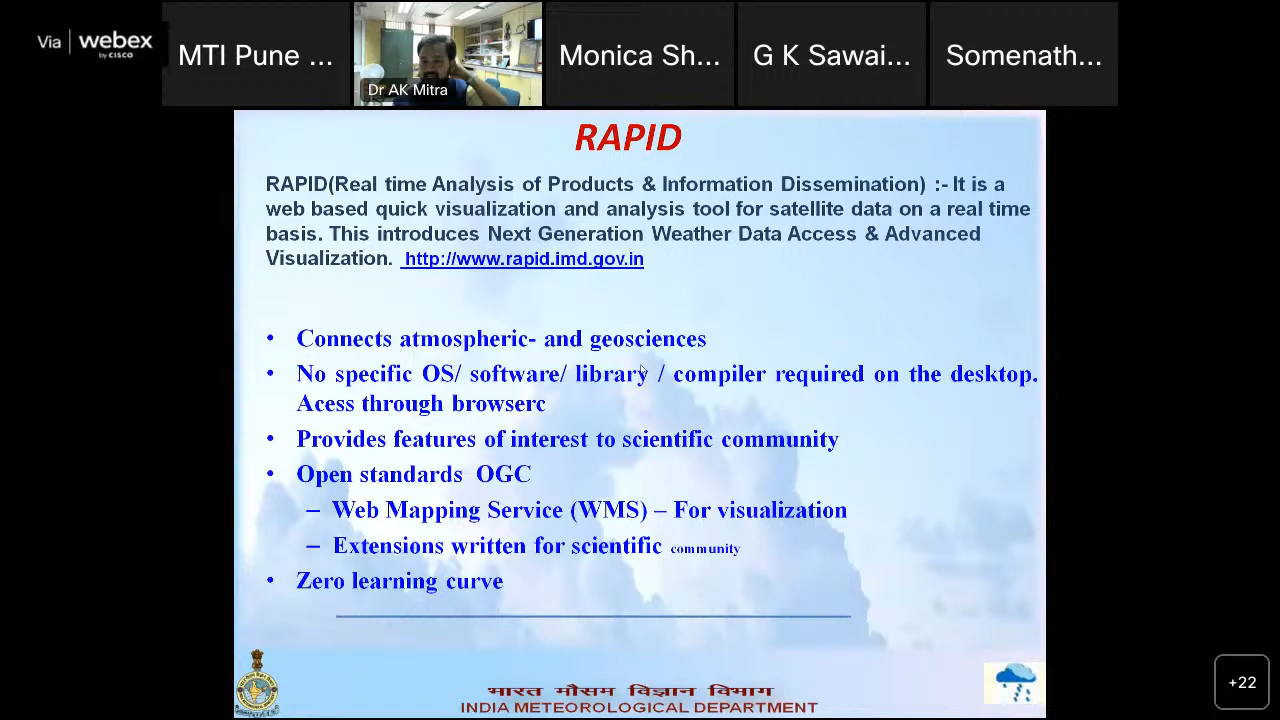 Via | webex
by CISCO
MTI Pune ...
Dr AK Mitra
Monica Sh...
G K Sawai...
Somenath...
RAPID
RAPID(Real time Analysis of Products & Information Dissemination) :- It is a
web based quick visualization and analysis tool for satellite data on a real time
basis. This introduces Next Generation Weather Data Access & Advanced
Visualization. http://www.rapid.imd.gov.in
• Connects atmospheric- and geosciences
• No specific OS/ software/ library / compiler required on the desktop.
Acess through browserc
• Provides features of interest to scientific community
• Open standards OGC
– Web Mapping Service (WMS) – For visualization
– Extensions written for scientific community
• Zero learning curve
भारत मौसम विज्ञान विभाग
INDIA METEOROLOGICAL DEPARTMENT
+22